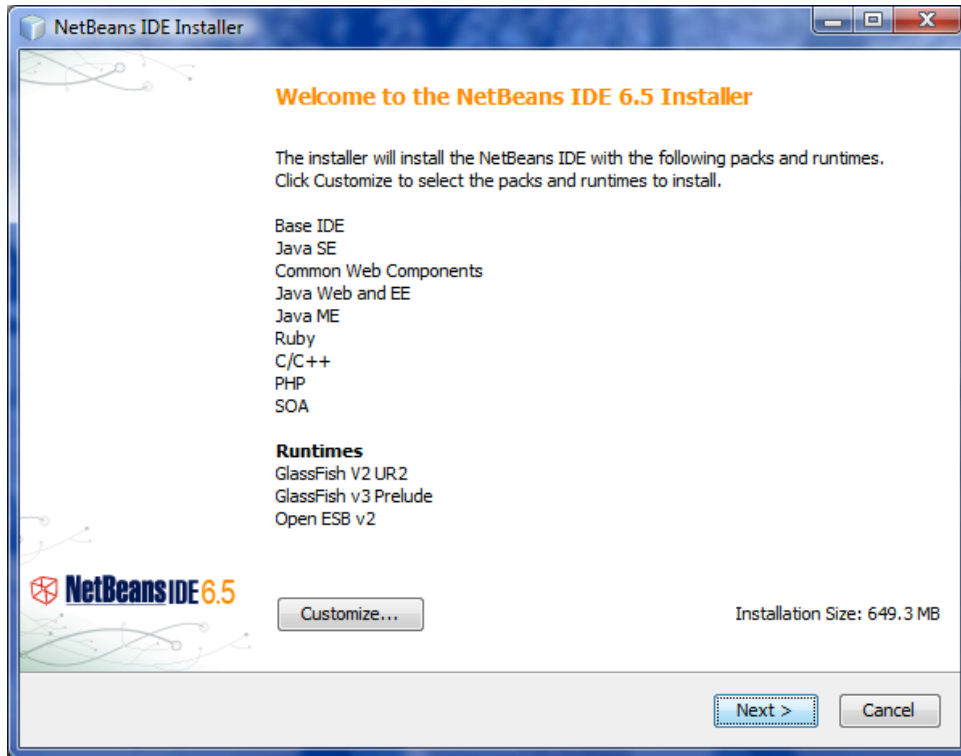 NetBeans IDE Installer
Welcome to the NetBeans IDE 6.5 Installer
The installer will install the NetBeans IDE with the following packs and runtimes.
Click Customize to select the packs and runtimes to install.
Base IDE
Java SE
Common Web Components
Java Web and EE
Java ME
Ruby
C/C++
PHP
SOA
Runtimes
GlassFish V2 UR2
GlassFish v3 Prelude
Open ESB v2
NetBeans IDE 6.5
Customize...
Installation Size: 649.3 MB
Next >
Cancel